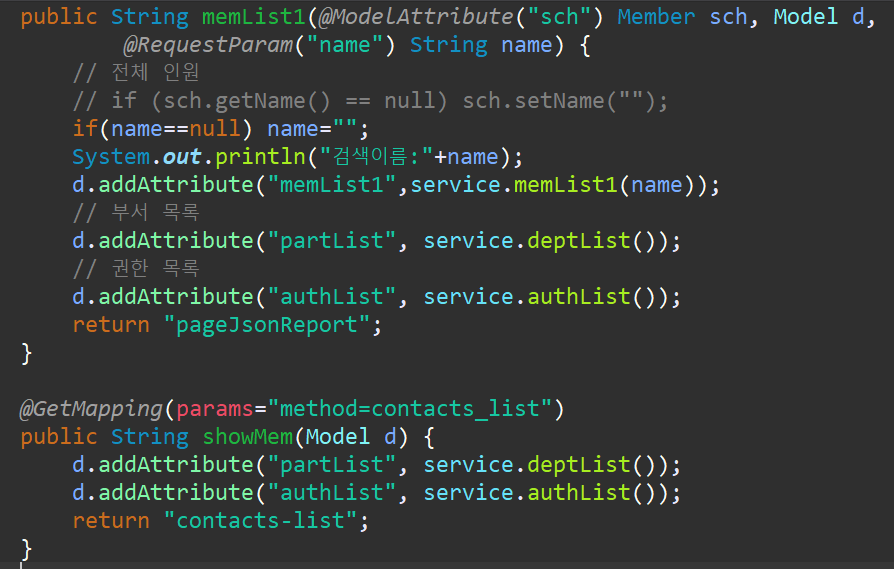 public String memList1(@ModelAttribute("sch") Member sch, Model d,
@RequestParam("name") String name) {
// 전체 인원
// if (sch.getName() == null) sch.setName("");
if(name==null) name="";
System.out.println("검색이름:"+name);
d.addAttribute("memList1",service.memList1(name));
// 부서 목록
d.addAttribute("partList", service.deptList());
// 권한 목록
d.addAttribute("authList", service.authList());
return "pageJsonReport";
}
@GetMapping(params="method=contacts_list")
public String showMem(Model d) {
d.addAttribute("partList", service.deptList());
d.addAttribute("authList", service.authList());
return "contacts-list";
}